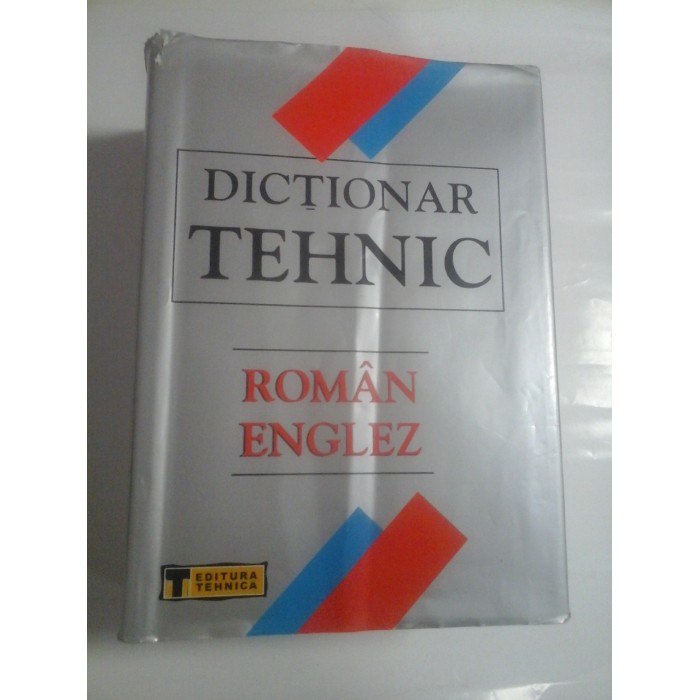 DICȚIONAR
TEHNIC
ROMÂN
ENGLEZ
T EDITURA
TEHNICA